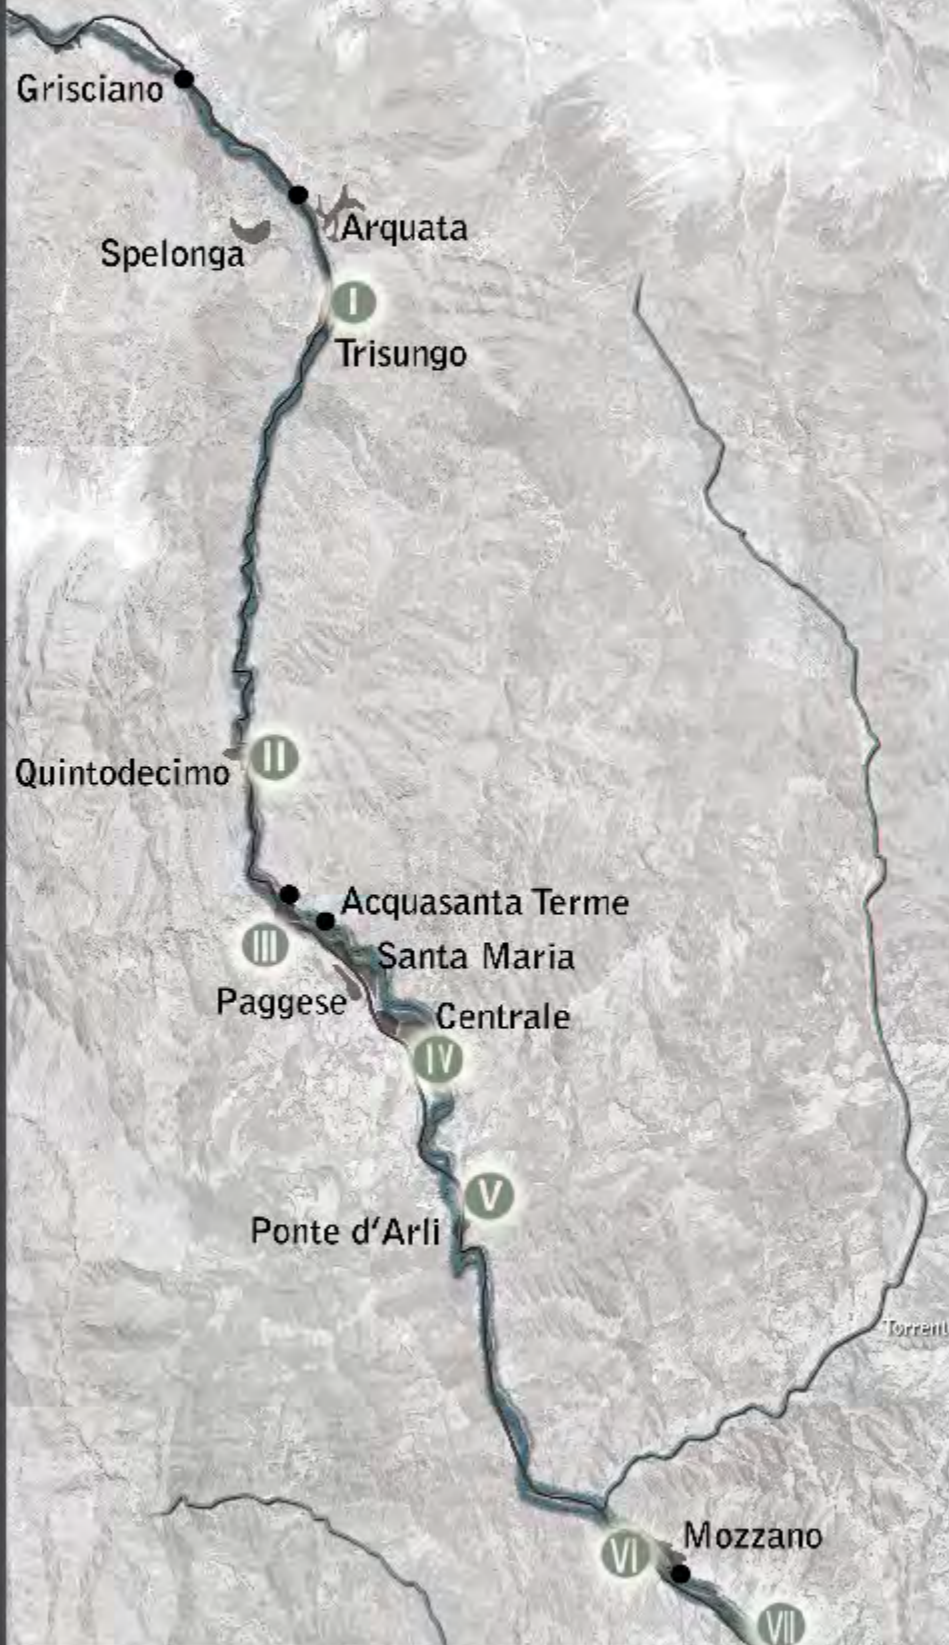 Grisciano
Arquata
Spelonga
I
Trisungo
II
Quintodecimo
Acquasanta Terme
III
Santa Maria
Paggese
Centrale
IV
V
Ponte d'Arli
Torrent
Mozzano
VI
VII